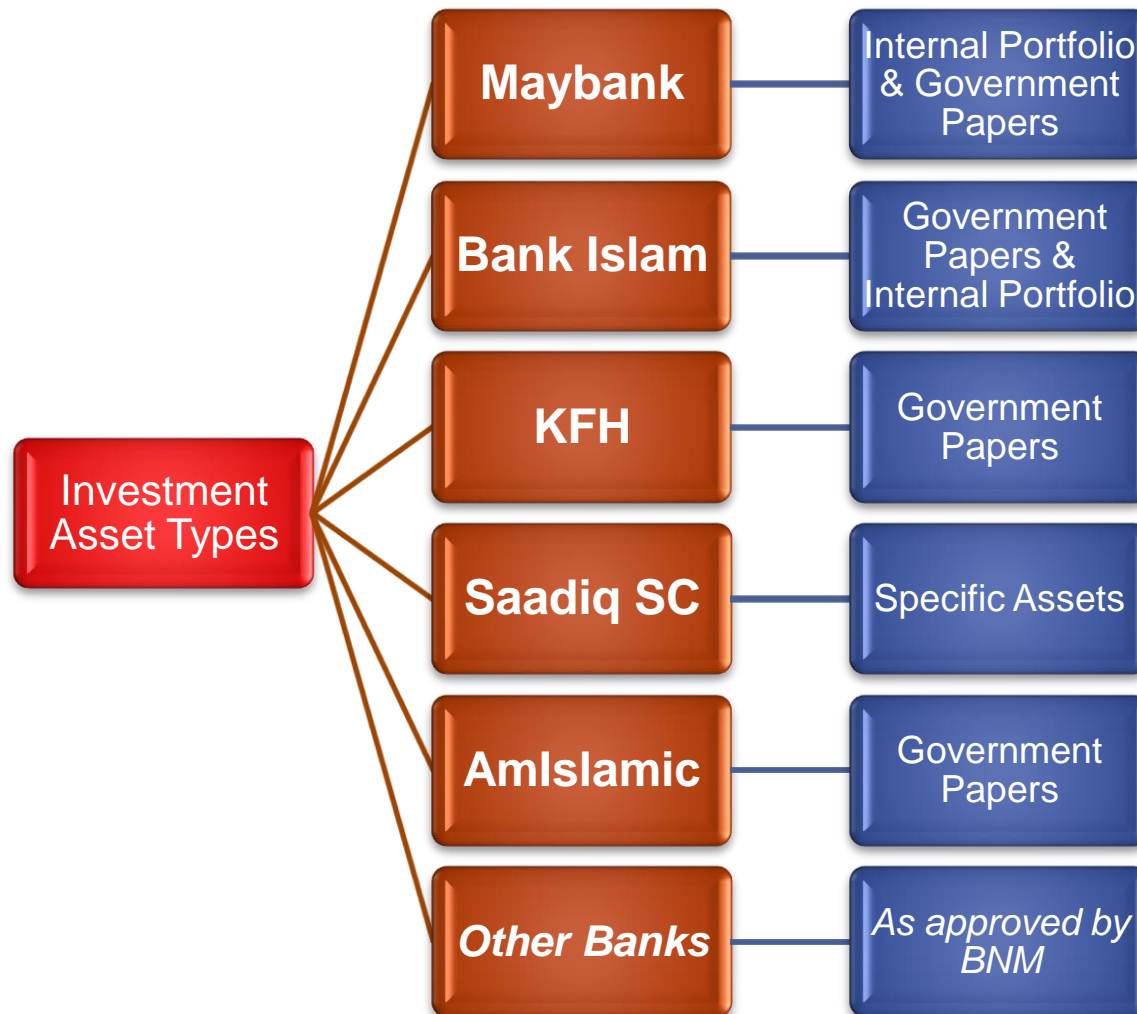 Investment
Asset Types
Maybank
Internal Portfolio
& Government
Papers
Bank Islam
Government
Papers &
Internal Portfolio
KFH
Government
Papers
Saadiq SC
Specific Assets
AmIslamic
Government
Papers
Other Banks
As approved by
BNM